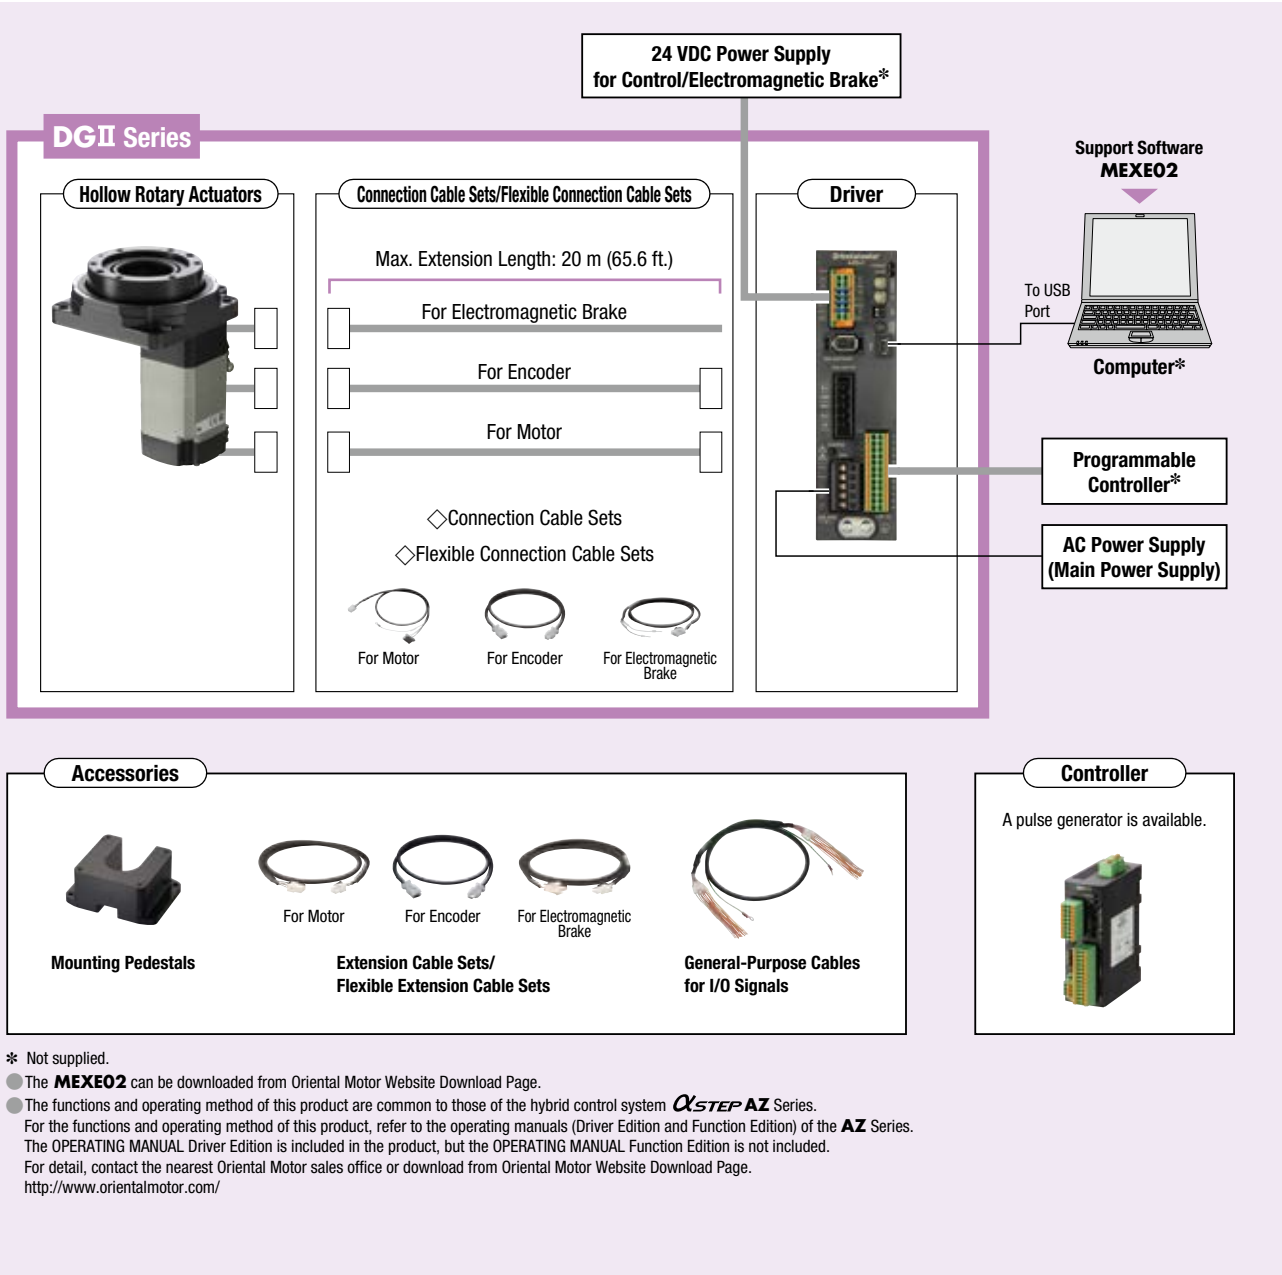 24 VDC Power Supply
for Control/Electromagnetic Brake*
DGII Series
Support Software
MEXE02
Hollow Rotary Actuators
Connection Cable Sets/Flexible Connection Cable Sets
Driver
Max. Extension Length: 20 m (65.6 ft.)
For Electromagnetic Brake
To USB
Port
For Encoder
Computer*
For Motor
Programmable
Controller*
◇Connection Cable Sets
◇Flexible Connection Cable Sets
AC Power Supply
(Main Power Supply)
For Motor
For Encoder
For Electromagnetic
Brake
Accessories
Controller
A pulse generator is available.
For Motor
For Encoder
For Electromagnetic
Brake
Mounting Pedestals
Extension Cable Sets/
Flexible Extension Cable Sets
General-Purpose Cables
for I/O Signals
* Not supplied.
●The MEXE02 can be downloaded from Oriental Motor Website Download Page.
●The functions and operating method of this product are common to those of the hybrid control system αSTEP AZ Series.
For the functions and operating method of this product, refer to the operating manuals (Driver Edition and Function Edition) of the AZ Series.
The OPERATING MANUAL Driver Edition is included in the product, but the OPERATING MANUAL Function Edition is not included.
For detail, contact the nearest Oriental Motor sales office or download from Oriental Motor Website Download Page.
http://www.orientalmotor.com/